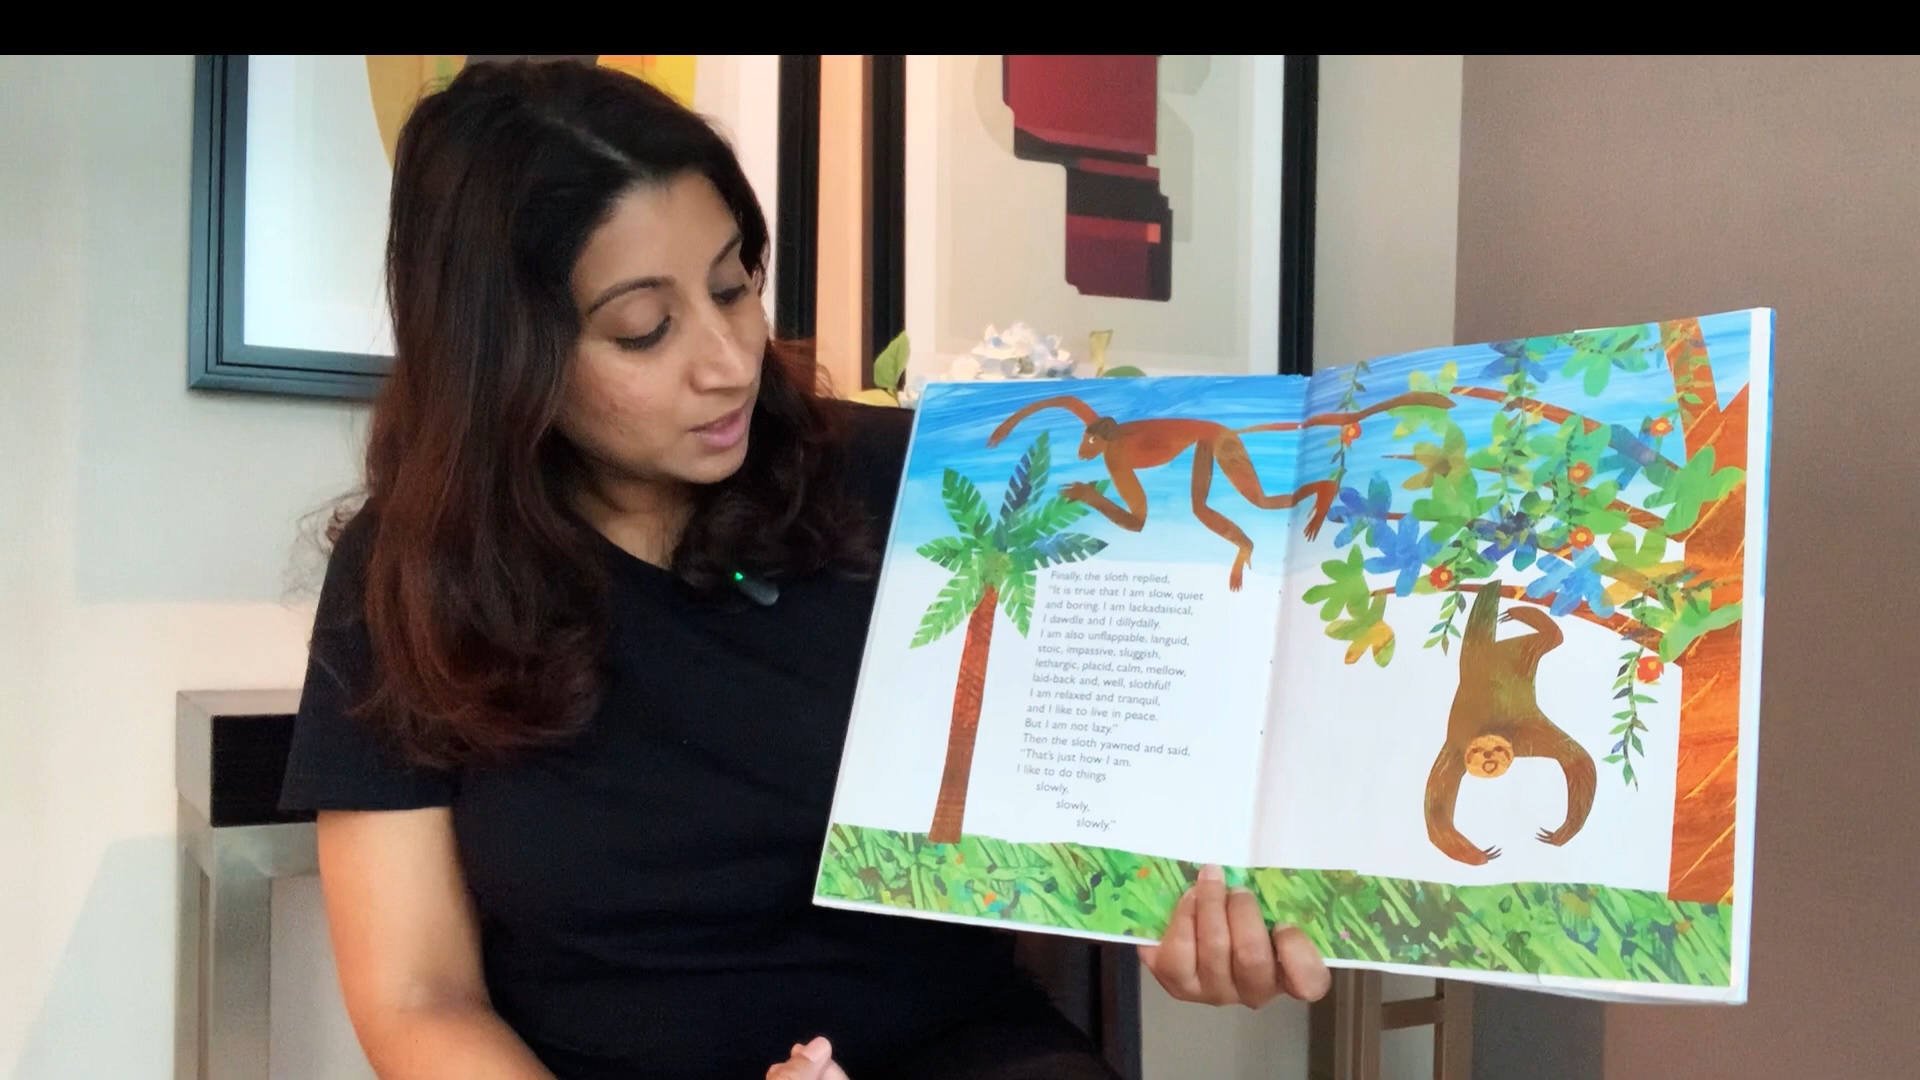 Finally, the sloth replied,
"It is true that I am slow, quiet
and boring. I am lackadaisical,
I dawdle and I dillydally.
I am also unflappable, languid,
stoic, impassive, sluggish,
lethargic, placid, calm, mellow,
laid-back and, well, slothful!
I am relaxed and tranquil,
and I like to live in peace.
But I am not lazy."
Then the sloth yawned and said,
"That's just how I am.
I like to do things
slowly,
slowly,
slowly."